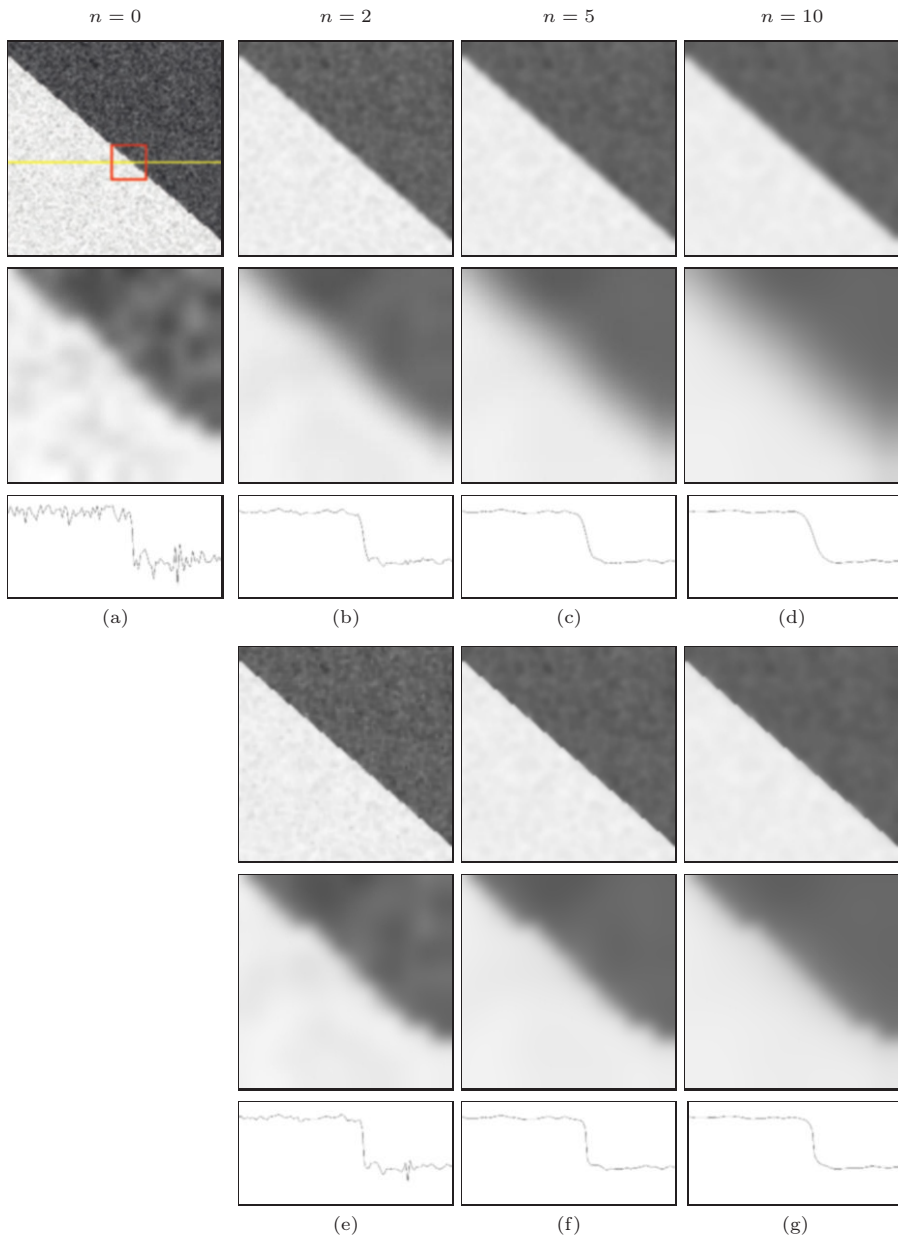 n = 0 n = 2 n = 5 n = 10
(a) (b) (c) (d)
(e) (f) (g)